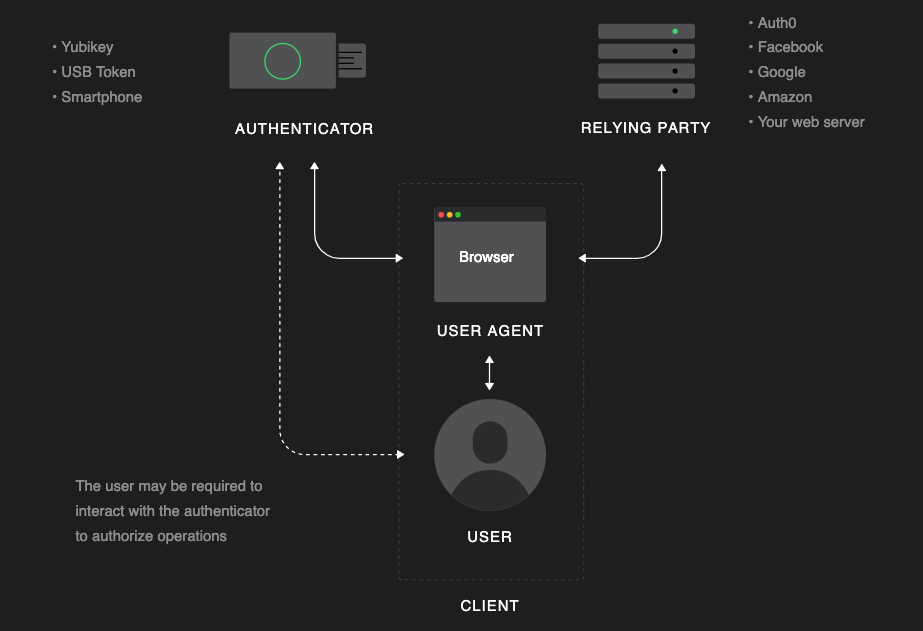 • Yubikey
• USB Token
• Smartphone
AUTHENTICATOR
RELYING PARTY
• Auth0
• Facebook
• Google
• Amazon
• Your web server
Browser
USER AGENT
The user may be required to
interact with the authenticator
to authorize operations
USER
CLIENT